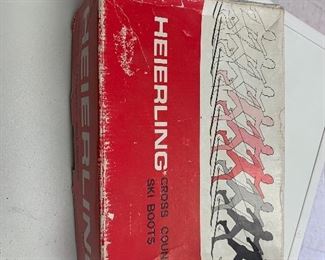 HEIERLING
CROSS COUN
SKI BOOTS
HEIERLING